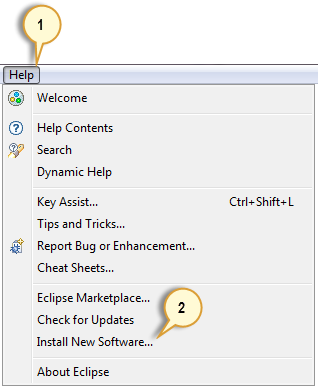 1
Help
Welcome
Help Contents
Search
Dynamic Help
Key Assist... Ctrl+Shift+L
Tips and Tricks...
Report Bug or Enhancement...
Cheat Sheets...
Eclipse Marketplace...
2
Check for Updates
Install New Software...
About Eclipse